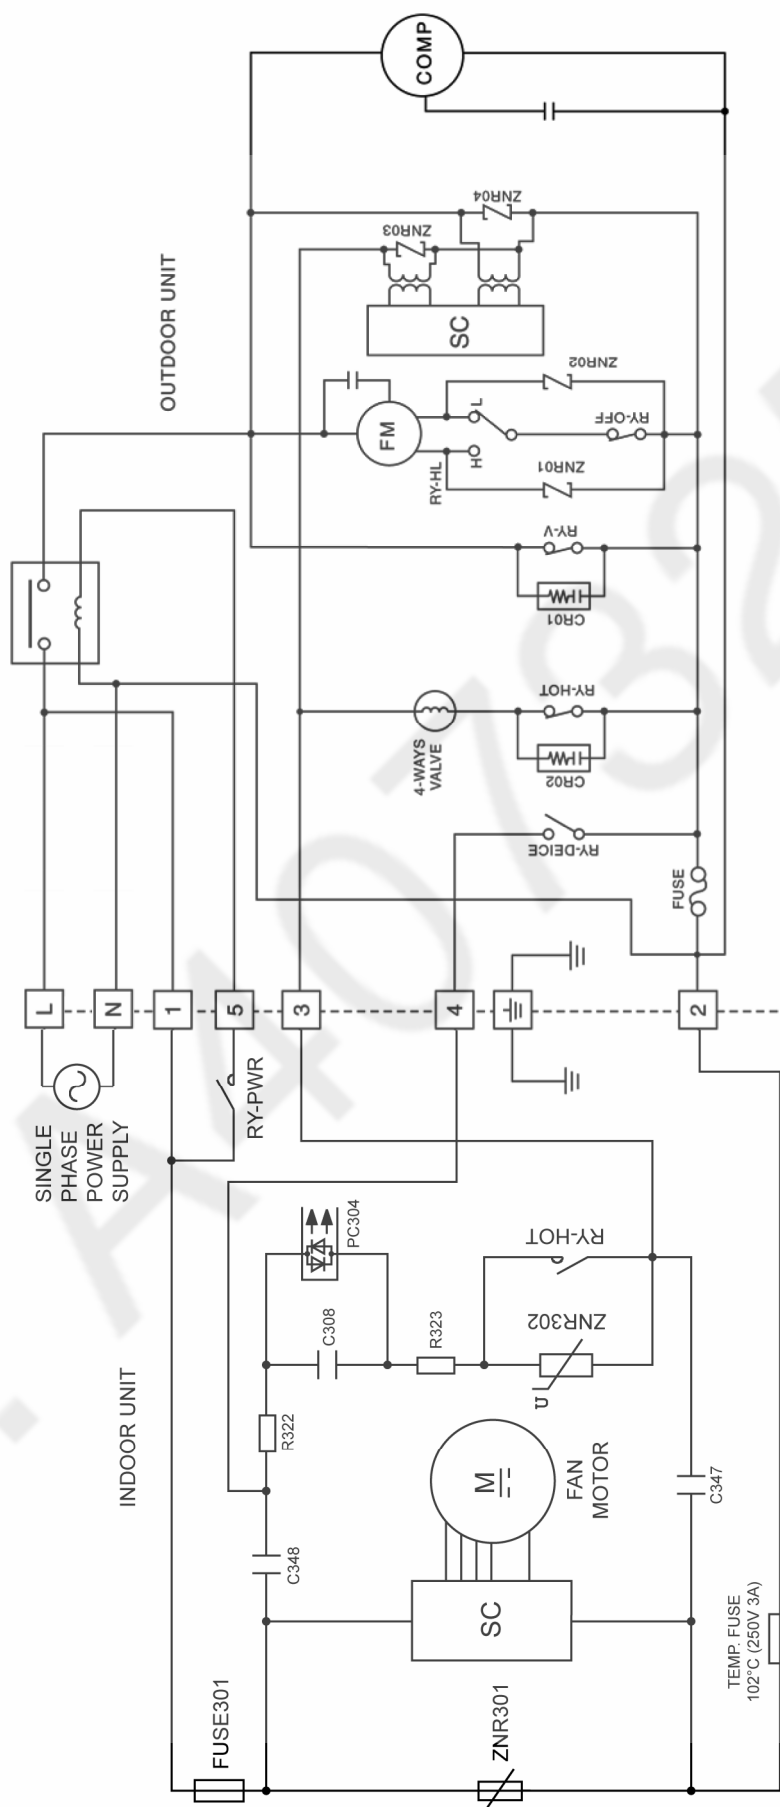 COMP
ZNR04
ZNR03
OUTDOOR UNIT
SC
ZNR02
FM
L
RY-OFF
H
RY-HL
ZNR01
RY-V
CR01
RY-HOT
4-WAYS
VALVE
CR02
RY-DEICE
FUSE
L
N
1
5
3
4
2
SINGLE
PHASE
POWER
SUPPLY
RY-PWR
PC304
RY-HOT
C308
R323
ZNR302
U
INDOOR UNIT
R322
M
FAN
MOTOR
C347
C348
SC
TEMP. FUSE
102°C (250V 3A)
FUSE301
ZNR301